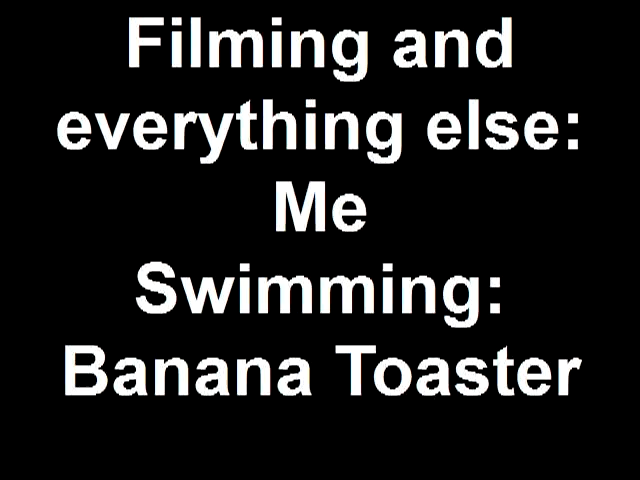 Filming and
everything else:
Me
Swimming:
Banana Toaster